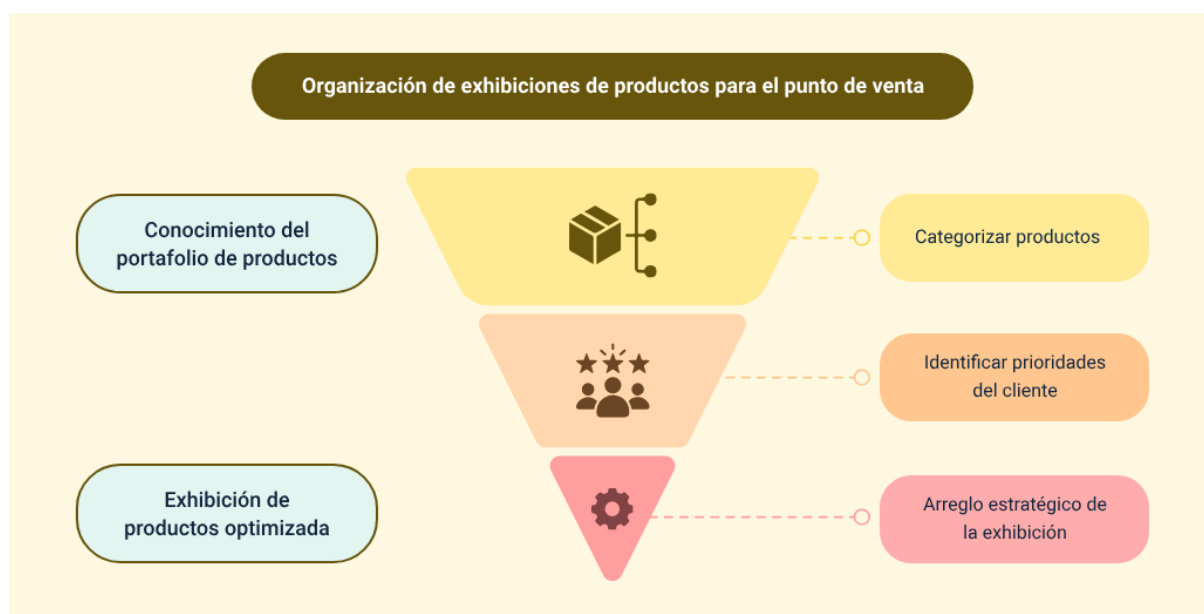 Organización de exhibiciones de productos para el punto de venta
Conocimiento del
portafolio de productos
Categorizar productos
Identificar prioridades
del cliente
Exhibición de
productos optimizada
Arreglo estratégico de
la exhibición